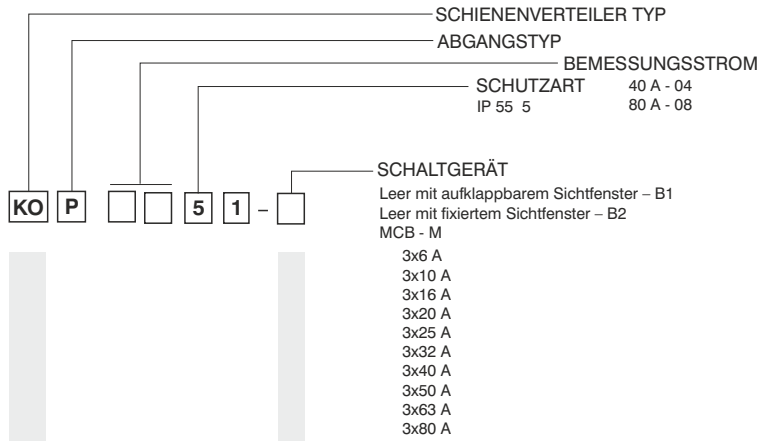 SCHIENENVERTEILER TYP
ABGANGSTYP
BEMESSUNGSSTROM
SCHUTZART 40 A - 04
IP 55 5 80 A - 08
SCHALTGERÄT
Leer mit aufklappbarem Sichtfenster – B1
KO P 5 1 –
Leer mit fixiertem Sichtfenster – B2
MCB - M
3x6 A
3x10 A
3x16 A
3x20 A
3x25 A
3x32 A
3x40 A
3x50 A
3x63 A
3x80 A